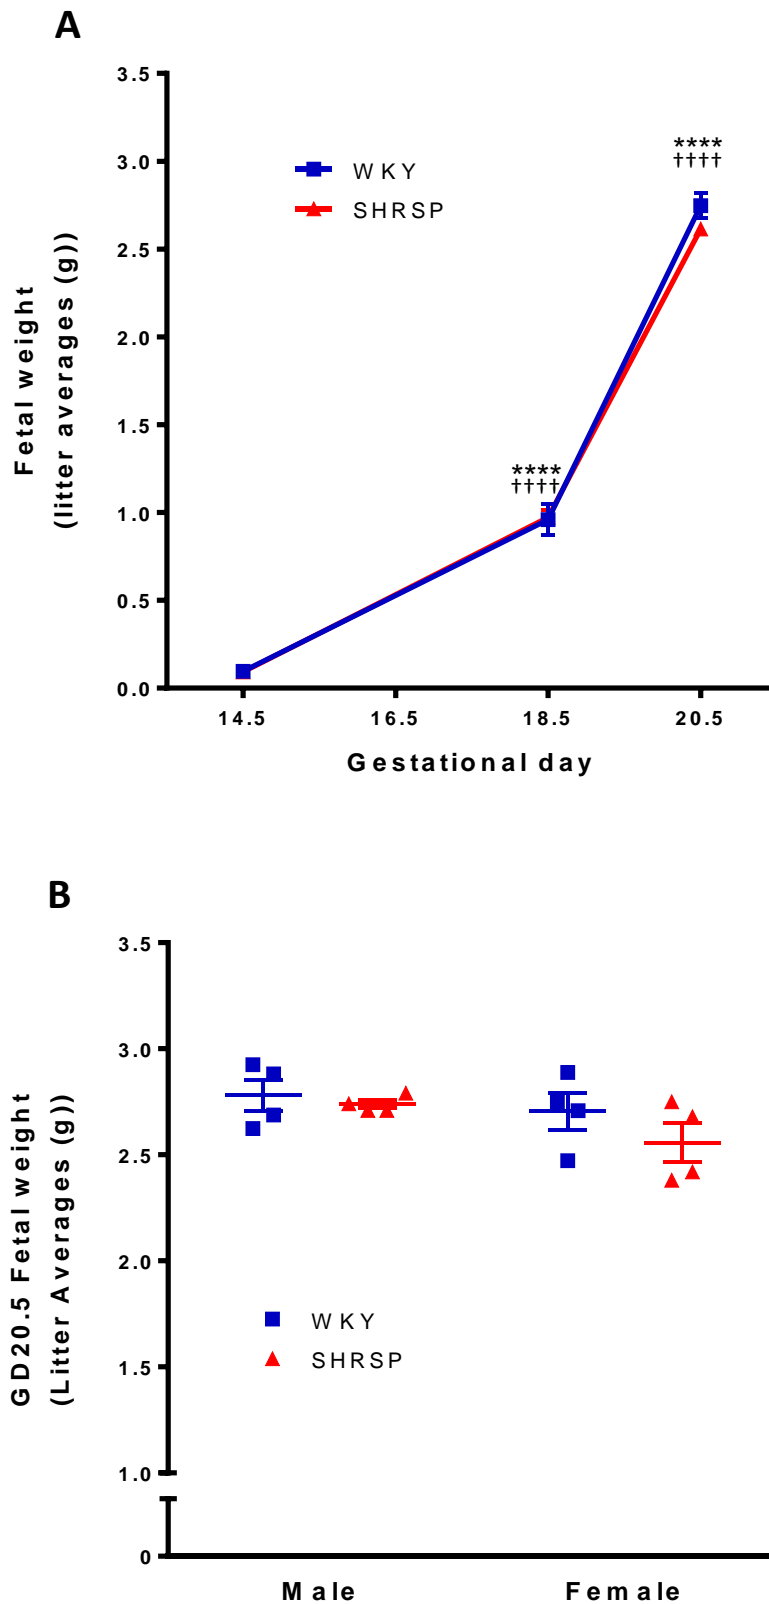 A
3.5
3.0
2.5
2.0
1.5
1.0
0.5
0.0
Fetal weight
(litter averages (g))
WKY
SHRSP
****
††††
****
††††
14.5 16.5 18.5 20.5
Gestational day
B
3.5
3.0
2.5
2.0
1.5
1.0
0
GD20.5 Fetal weight
(Litter Averages (g))
WKY
SHRSP
Male Female